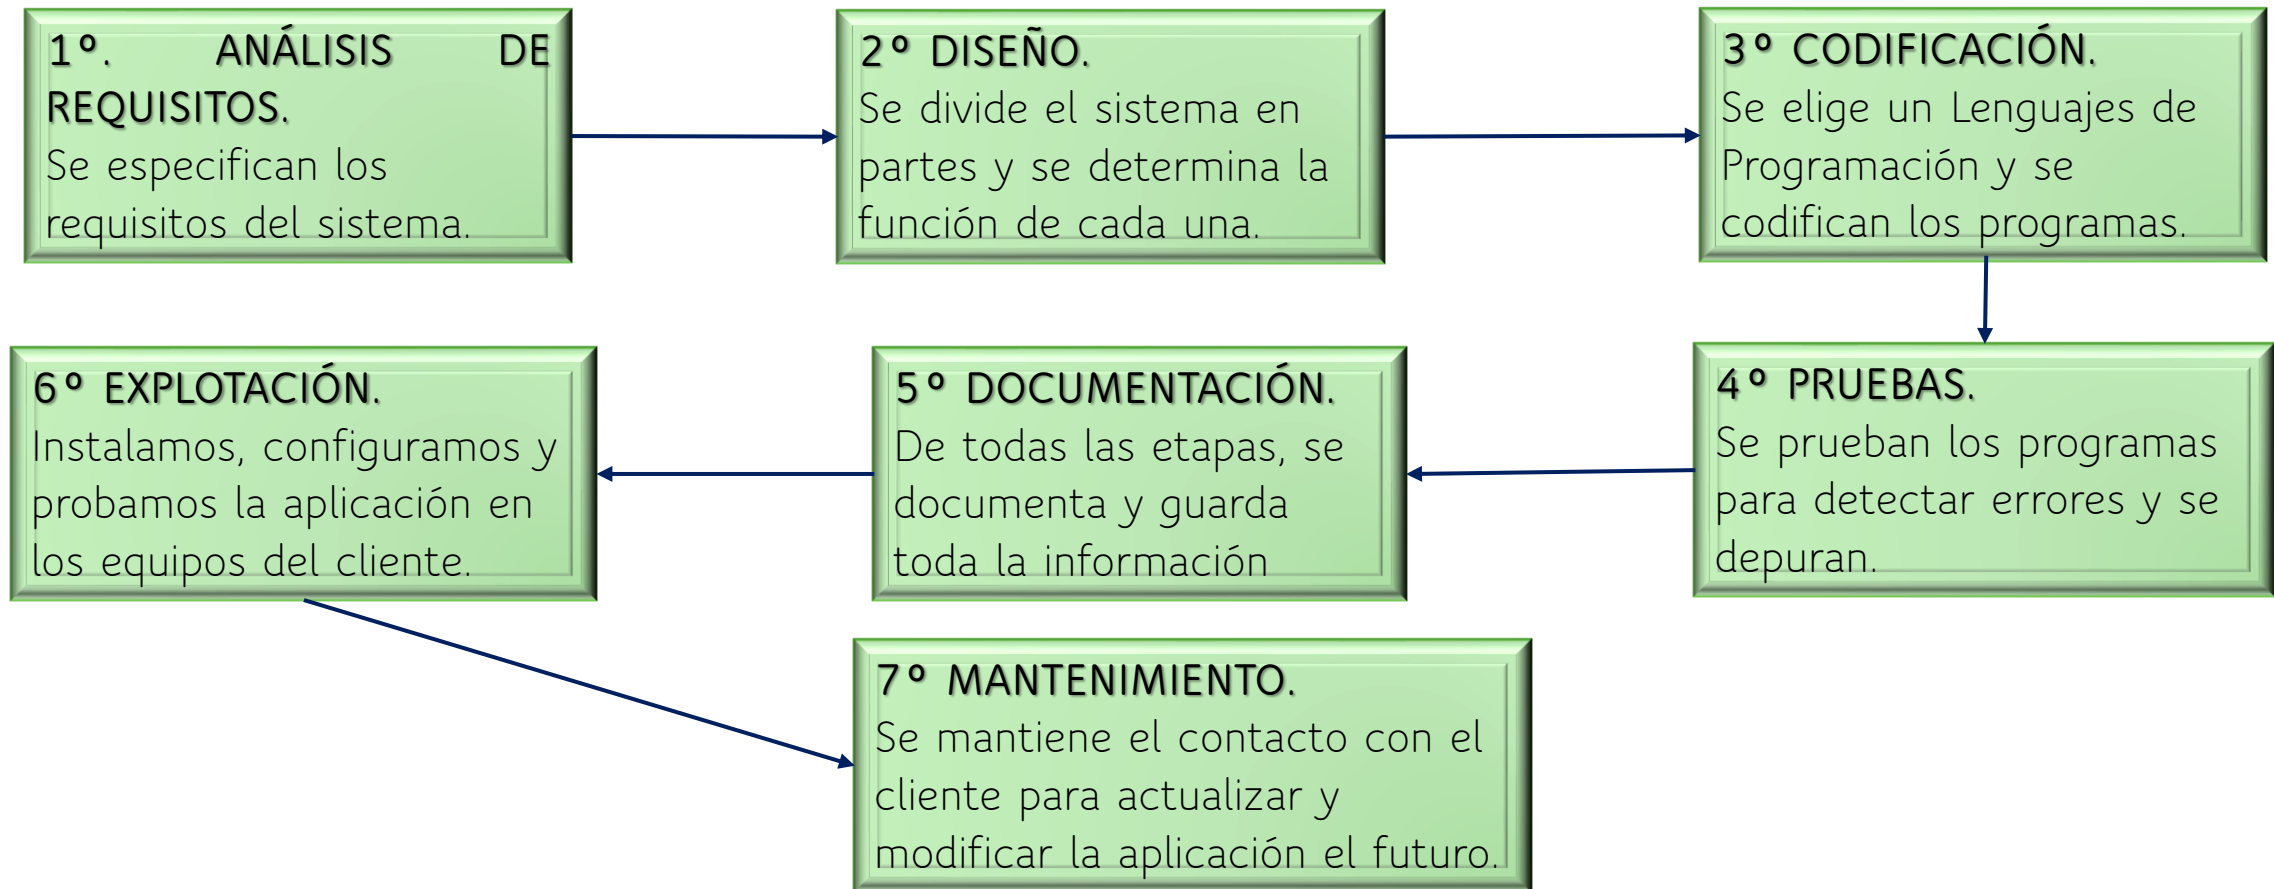 1º. ANÁLISIS DE
REQUISITOS.
Se especifican los
requisitos del sistema.
2º DISEÑO.
Se divide el sistema en
partes y se determina la
función de cada una.
3º CODIFICACIÓN.
Se elige un Lenguajes de
Programación y se
codifican los programas.
4º PRUEBAS.
Se prueban los programas
para detectar errores y se
depuran.
5º DOCUMENTACIÓN.
De todas las etapas, se
documenta y guarda
toda la información
6º EXPLOTACIÓN.
Instalamos, configuramos y
probamos la aplicación en
los equipos del cliente.
7º MANTENIMIENTO.
Se mantiene el contacto con el
cliente para actualizar y
modificar la aplicación el futuro.